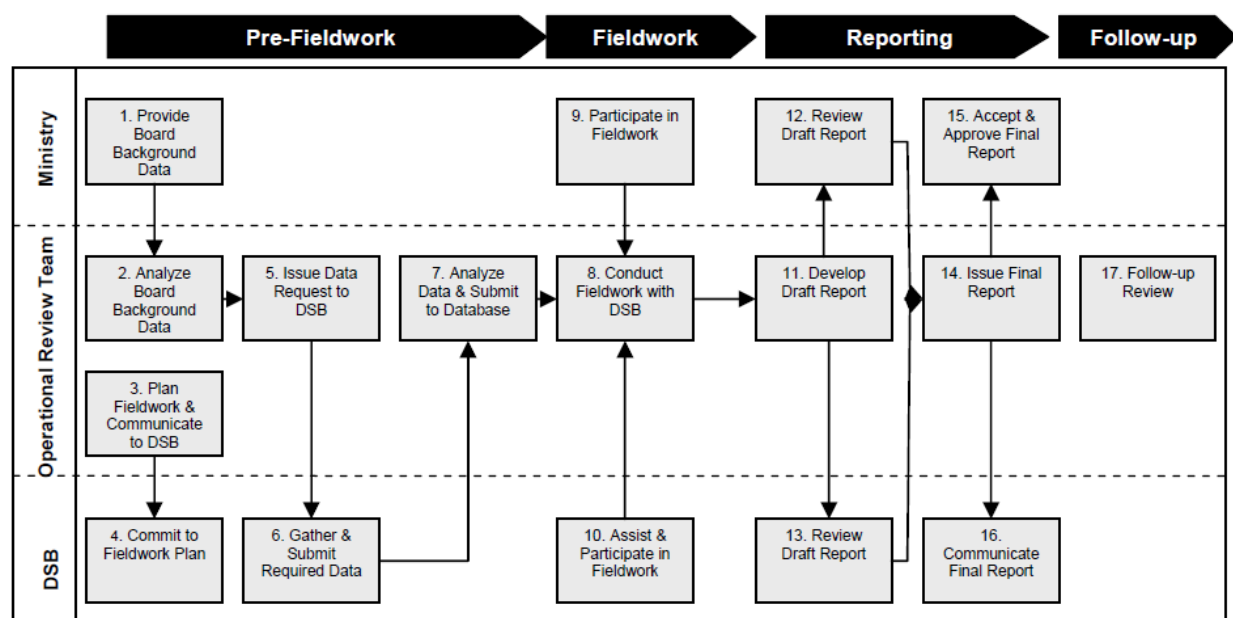 Pre-Fieldwork
Fieldwork
Reporting
Follow-up
Ministry
1. Provide
Board
Background
Data
9. Participate in
Fieldwork
12. Review
Draft Report
15. Accept &
Approve Final
Report
Operational Review Team
2. Analyze
Board
Background
Data
5. Issue Data
Request to
DSB
7. Analyze
Data & Submit
to Database
8. Conduct
Fieldwork with
DSB
11. Develop
Draft Report
14. Issue Final
Report
17. Follow-up
Review
3. Plan
Fieldwork &
Communicate
to DSB
DSB
4. Commit to
Fieldwork Plan
6. Gather &
Submit
Required Data
10. Assist &
Participate in
Fieldwork
13. Review
Draft Report
16.
Communicate
Final Report